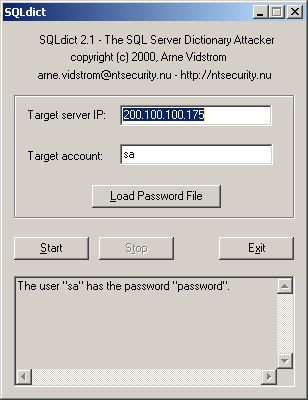 SQLdict
SQLdict 2.1 - The SQL Server Dictionary Attacker
copyright (c) 2000, Arne Vidstrom
arne.vidstrom@ntsecurity.nu - http://ntsecurity.nu
Target server IP: 200.100.100.175
Target account: sa
Load Password File
Start Stop Exit
The user "sa" has the password "password".